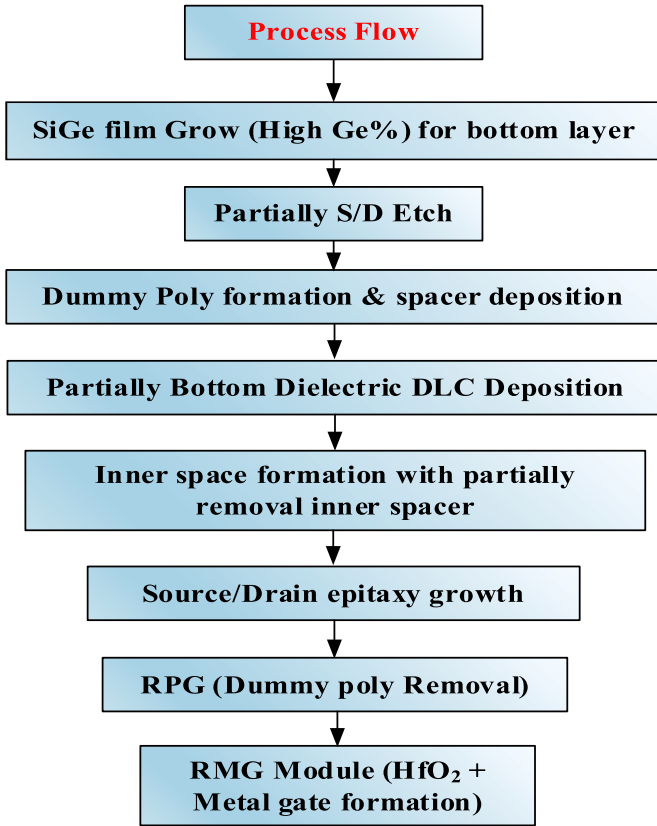 Process Flow
SiGe film Grow (High Ge%) for bottom layer
Partially S/D Etch
Dummy Poly formation & spacer deposition
Partially Bottom Dielectric DLC Deposition
Inner space formation with partially
removal inner spacer
Source/Drain epitaxy growth
RPG (Dummy poly Removal)
RMG Module (HfO₂ +
Metal gate formation)